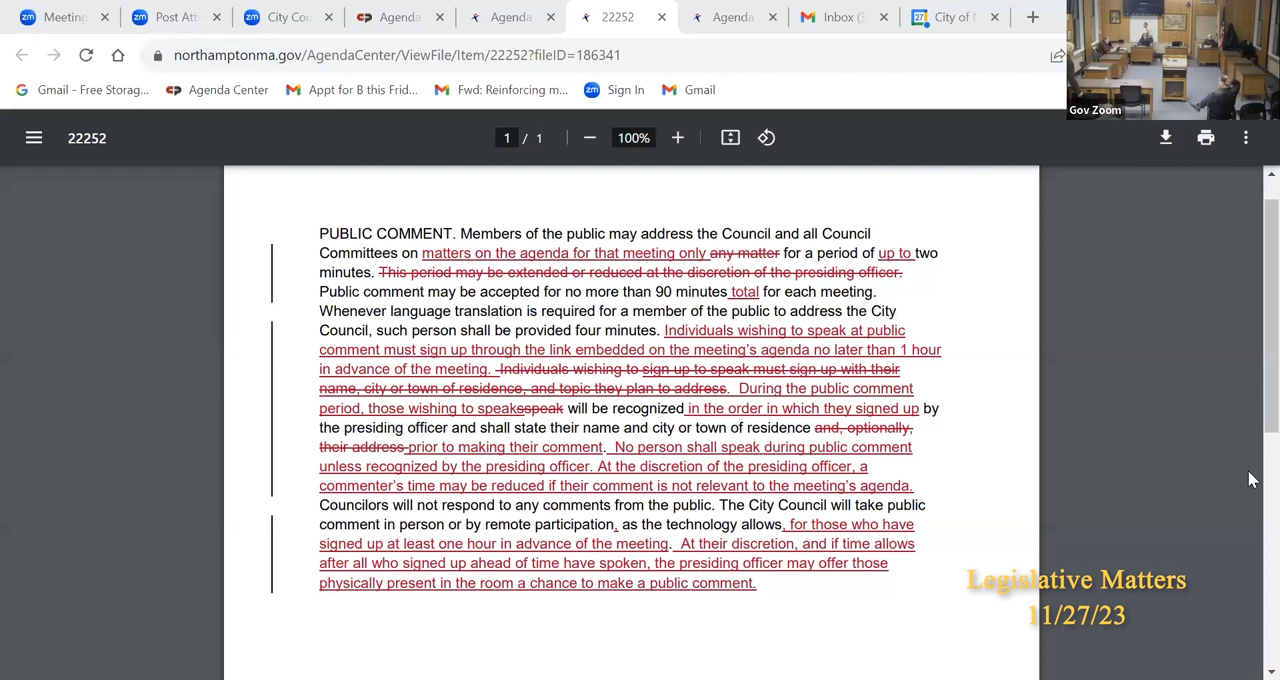 Meeting
Post Att
City Cou
Agenda
Agenda
22252
Agenda
Inbox (3
City of
northamptonma.gov/AgendaCenter/ViewFile/Item/22252?fileID=186341
Gmail - Free Storag...
Agenda Center
Appt for B this Frid...
Fwd: Reinforcing m...
Sign In
Gmail
Gov Zoom
22252
1 / 1
100%
PUBLIC COMMENT. Members of the public may address the Council and all Council
Committees on matters on the agenda for that meeting only any matter for a period of up to two
minutes. This period may be extended or reduced at the discretion of the presiding officer.
Public comment may be accepted for no more than 90 minutes total for each meeting.
Whenever language translation is required for a member of the public to address the City
Council, such person shall be provided four minutes. Individuals wishing to speak at public
comment must sign up through the link embedded on the meeting's agenda no later than 1 hour
in advance of the meeting. Individuals wishing to sign up to speak must sign up with their
name, city or town of residence, and topic they plan to address. During the public comment
period, those wishing to speaksspeak will be recognized in the order in which they signed up by
the presiding officer and shall state their name and city or town of residence and, optionally,
their address prior to making their comment. No person shall speak during public comment
unless recognized by the presiding officer. At the discretion of the presiding officer, a
commenter's time may be reduced if their comment is not relevant to the meeting's agenda.
Councilors will not respond to any comments from the public. The City Council will take public
comment in person or by remote participation, as the technology allows, for those who have
signed up at least one hour in advance of the meeting. At their discretion, and if time allows
after all who signed up ahead of time have spoken, the presiding officer may offer those
physically present in the room a chance to make a public comment.
Legislative Matters
11/27/23